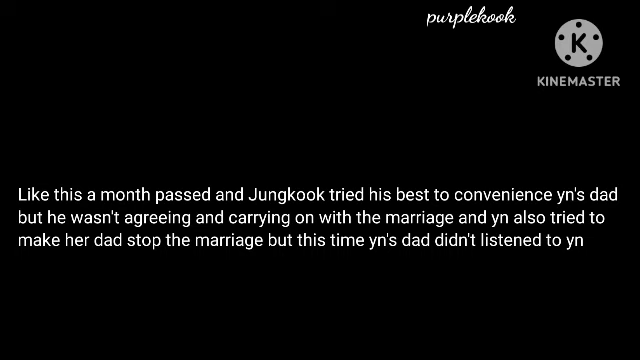 purplekook
K
KINEMASTER
Like this a month passed and Jungkook tried his best to convenience yn's dad
but he wasn't agreeing and carrying on with the marriage and yn also tried to
make her dad stop the marriage but this time yn's dad didn't listened to yn